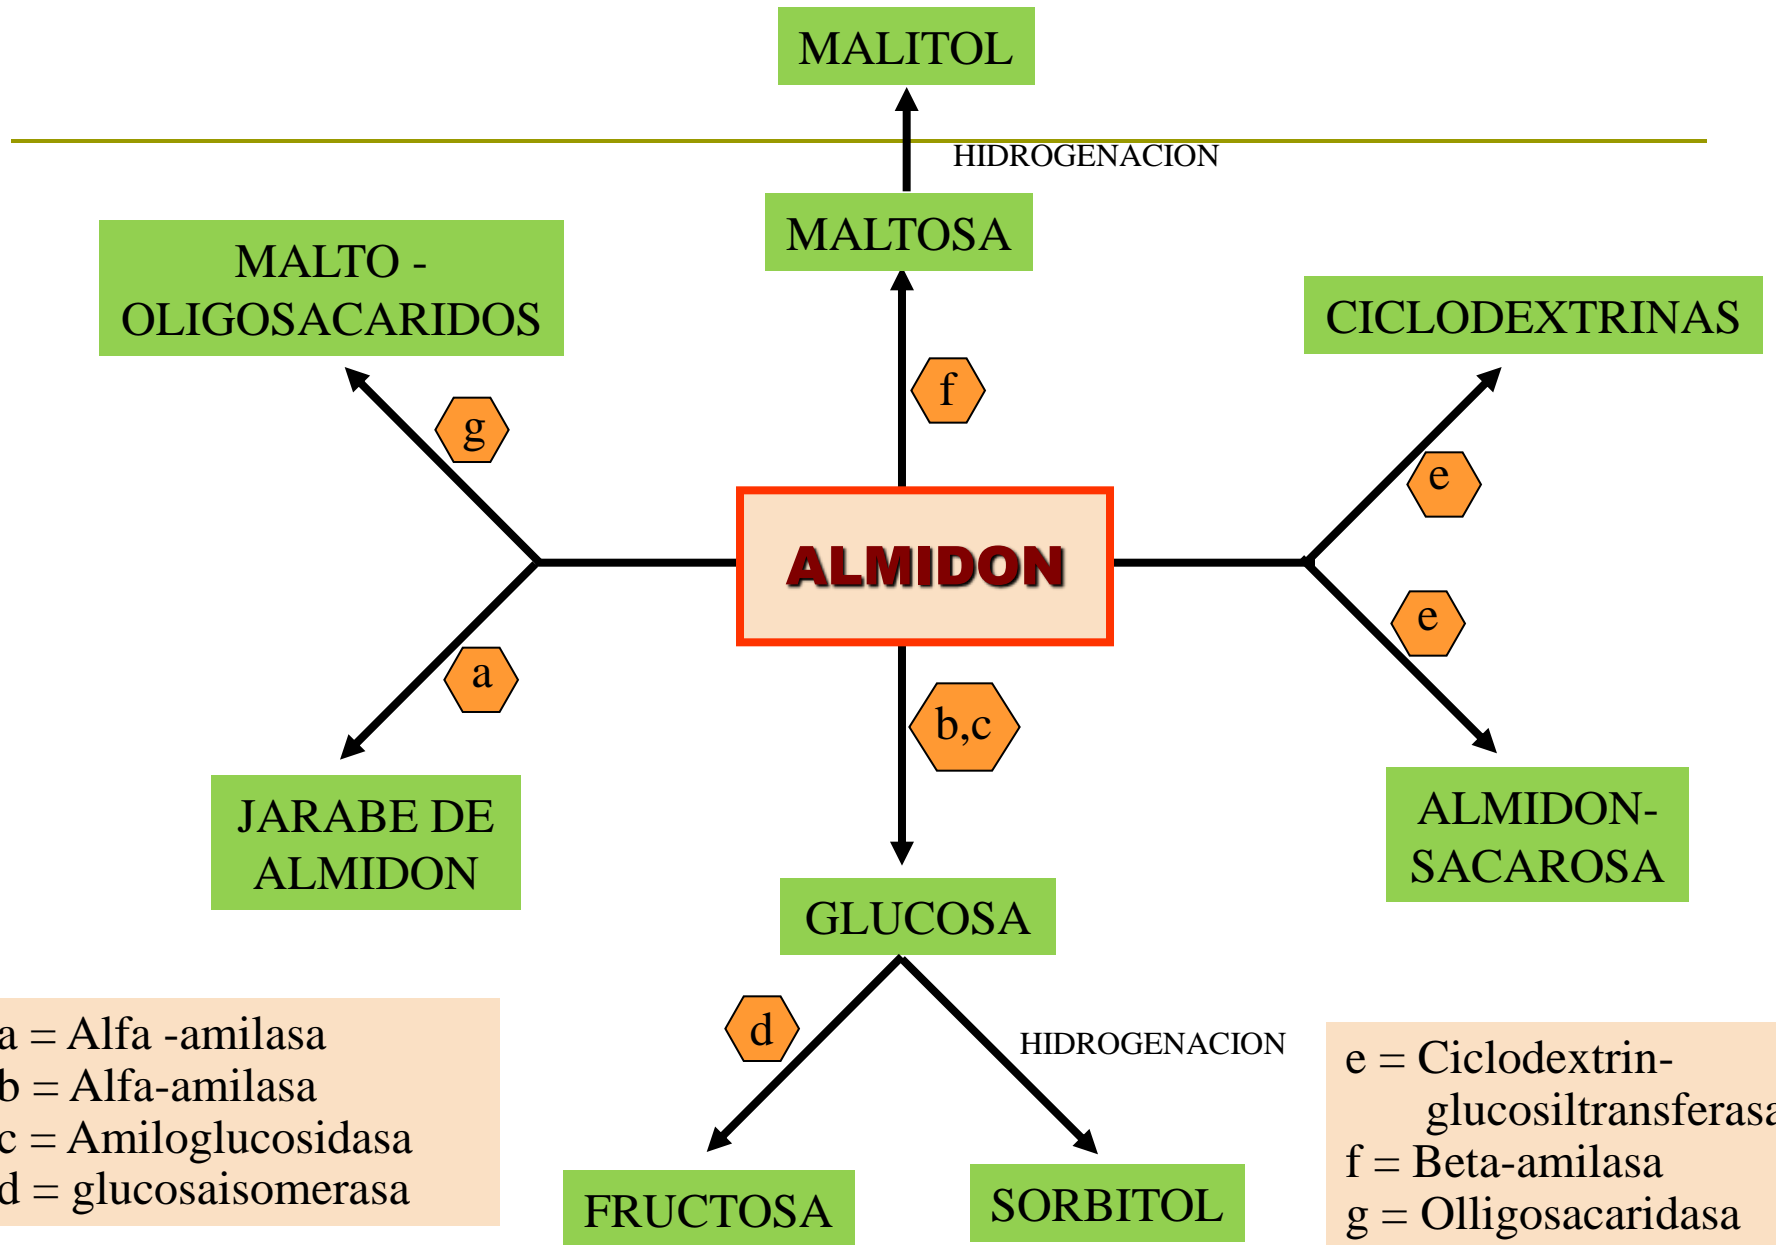 MALITOL
HIDROGENACION
MALTOSA
MALTO -
OLIGOSACARIDOS
CICLODEXTRINAS
f
g
e
ALMIDON
e
a
b,c
JARABE DE
ALMIDON
ALMIDON-
SACAROSA
GLUCOSA
d
HIDROGENACION
a = Alfa -amilasa
b = Alfa-amilasa
c = Amiloglucosidasa
d = glucosaisomerasa
e = Ciclodextrin-
glucosiltransferasa
f = Beta-amilasa
g = Olligosacaridasa
FRUCTOSA
SORBITOL